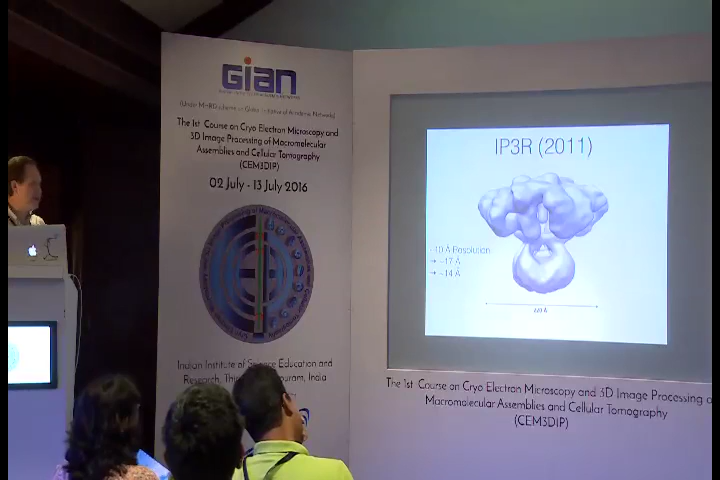 GIAN
The 1st Course on Cryo Electron Microscopy and
3D Image Processing of Macromolecular
Assemblies and Cellular Tomography
(CEM3DIP)
02 July - 13 July 2016
Indian Institute of Science Education and
Research, India
IP3R (2011)
~10 Å Resolution
→ ~17 Å
→ ~14 Å
The 1st Course on Cryo Electron Microscopy and 3D Image Processing
Macromolecular Assemblies and Cellular Tomography
(CEM3DIP)